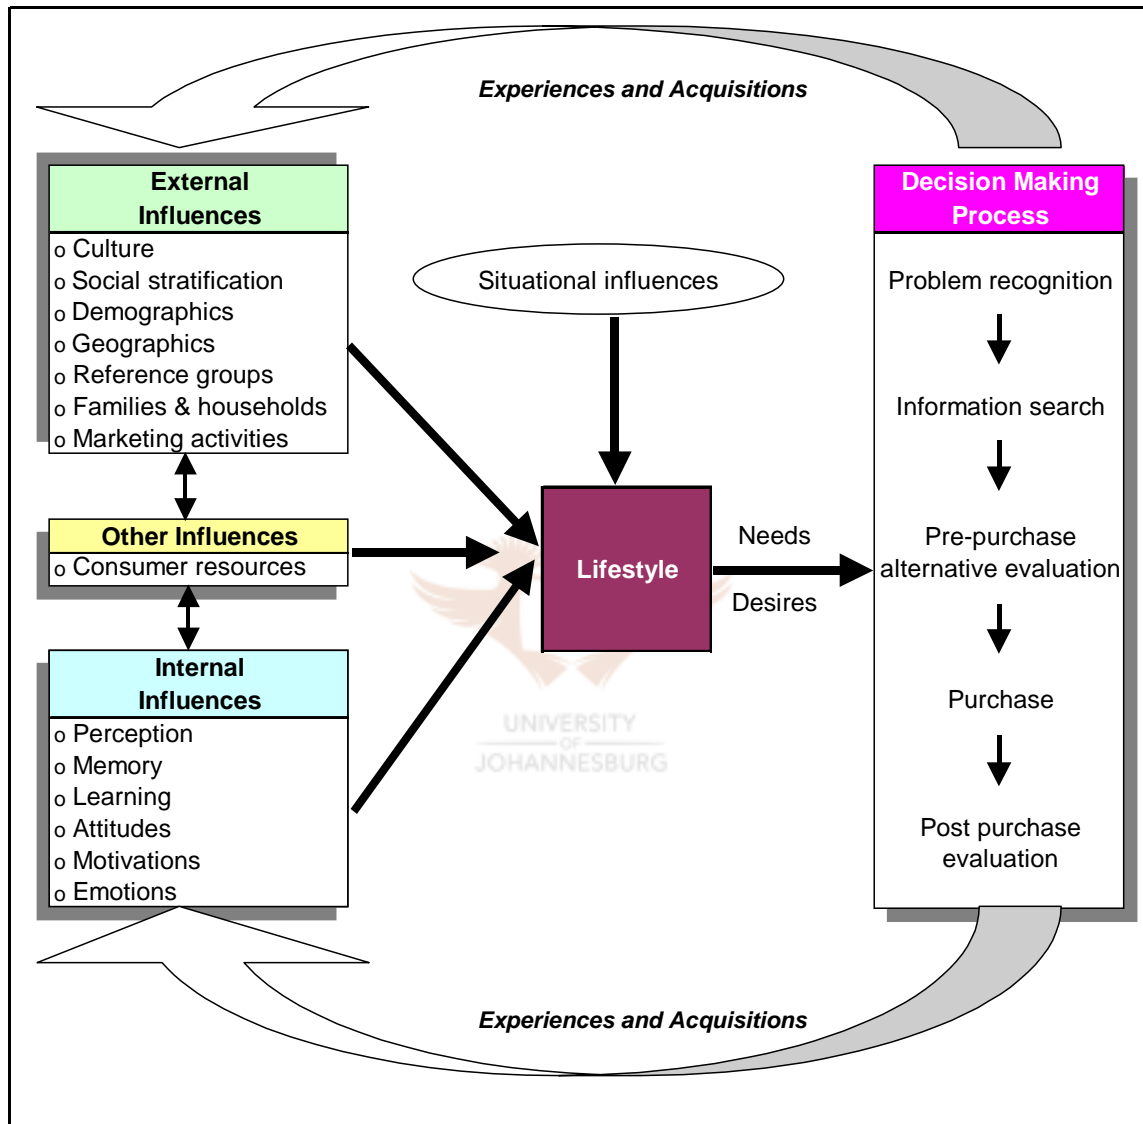 Experiences and Acquisitions
External
Influences
o Culture
o Social stratification
o Demographics
o Geographics
o Reference groups
o Families & households
o Marketing activities
Other Influences
o Consumer resources
Internal
Influences
o Perception
o Memory
o Learning
o Attitudes
o Motivations
o Emotions
Situational influences
Lifestyle
Needs
Desires
UNIVERSITY
OF
JOHANNESBURG
Decision Making
Process
Problem recognition
Information search
Pre-purchase
alternative evaluation
Purchase
Post purchase
evaluation
Experiences and Acquisitions